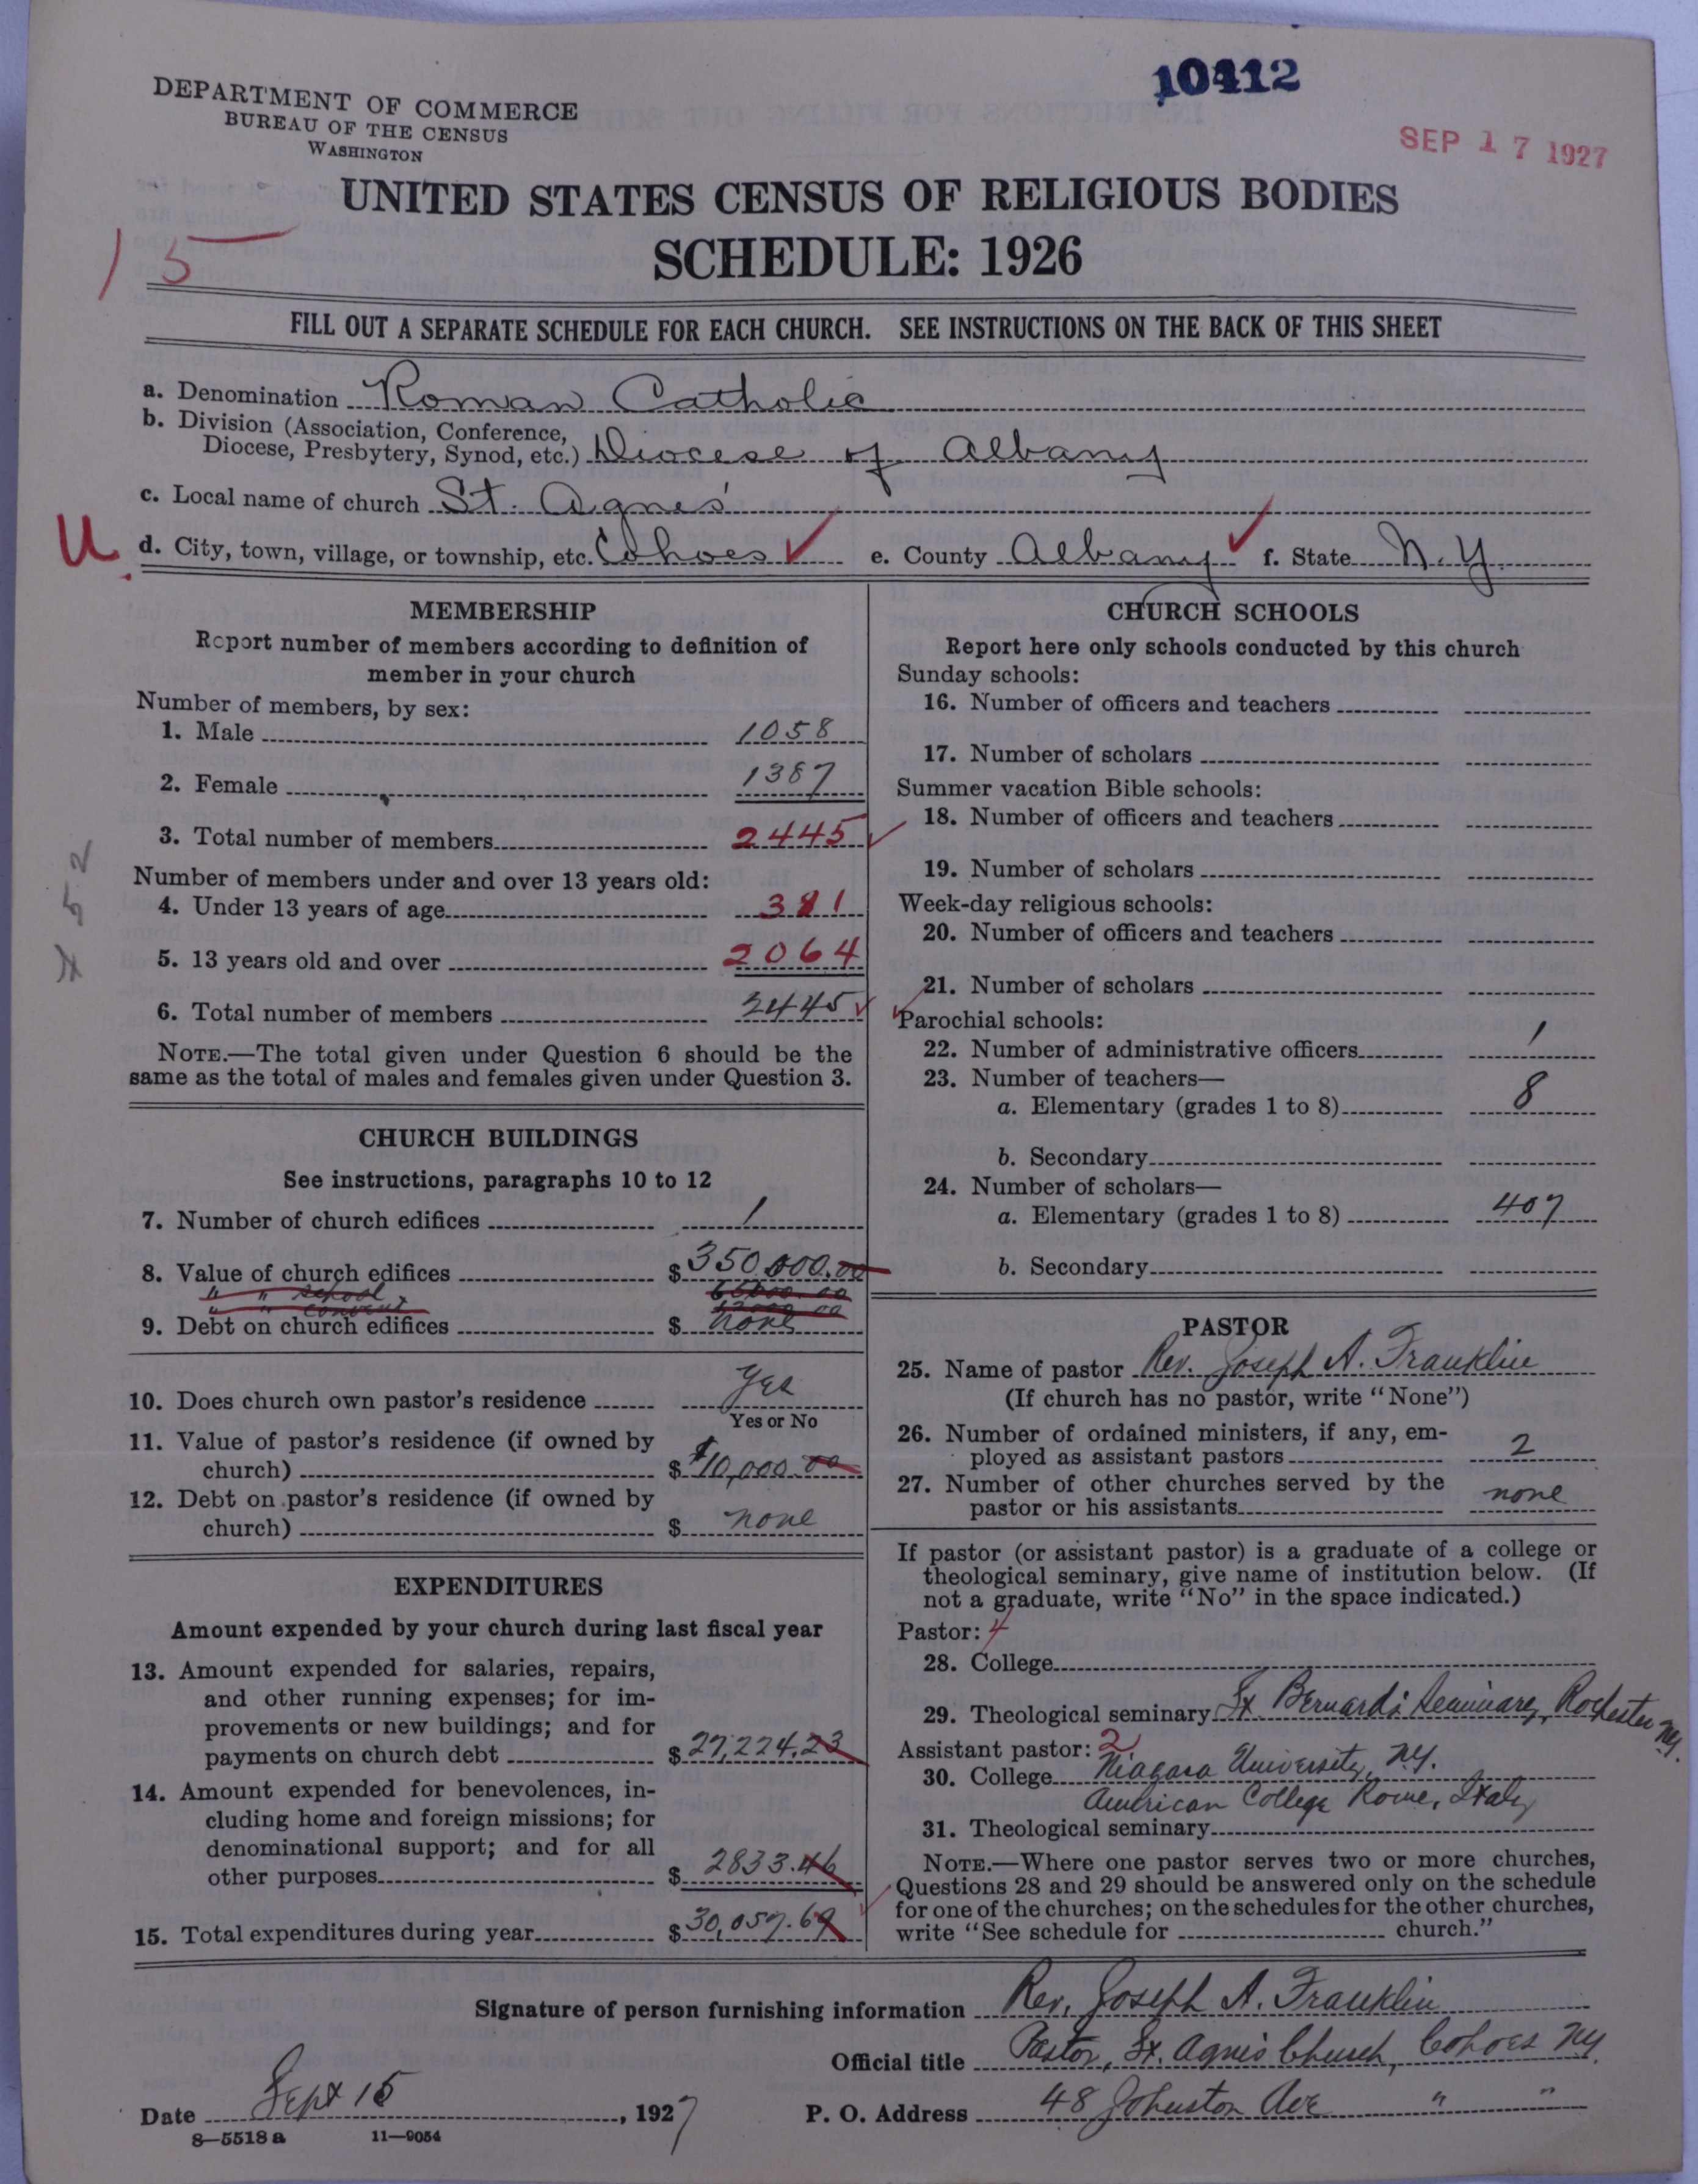 10412
DEPARTMENT OF COMMERCE
BUREAU OF THE CENSUS
WASHINGTON
SEP 17 1927
UNITED STATES CENSUS OF RELIGIOUS BODIES
SCHEDULE: 1926
15
FILL OUT A SEPARATE SCHEDULE FOR EACH CHURCH. SEE INSTRUCTIONS ON THE BACK OF THIS SHEET
a. Denomination Roman Catholic
b. Division (Association, Conference,
Diocese, Presbytery, Synod, etc.) Diocese of Albany
c. Local name of church St. Agnes'
U. d. City, town, village, or township, etc. Cohoes e. County Albany f. State N.Y.
MEMBERSHIP
Report number of members according to definition of
member in your church
Number of members, by sex:
1. Male 1058
2. Female 1387
3. Total number of members 2445
Number of members under and over 13 years old:
4. Under 13 years of age 381
5. 13 years old and over 2064
6. Total number of members 2445
NOTE.—The total given under Question 6 should be the
same as the total of males and females given under Question 3.
CHURCH BUILDINGS
See instructions, paragraphs 10 to 12
7. Number of church edifices 1
8. Value of church edifices $350,000.00
" " school
" " convent
9. Debt on church edifices $ none
10. Does church own pastor's residence Yes
Yes or No
11. Value of pastor's residence (if owned by
church) $ $10,000.00
12. Debt on pastor's residence (if owned by
church) $ none
EXPENDITURES
Amount expended by your church during last fiscal year
13. Amount expended for salaries, repairs,
and other running expenses; for im-
provements or new buildings; and for
payments on church debt $27,224.23
14. Amount expended for benevolences, in-
cluding home and foreign missions; for
denominational support; and for all
other purposes $ 2833.46
15. Total expenditures during year $30,057.69
CHURCH SCHOOLS
Report here only schools conducted by this church
Sunday schools:
16. Number of officers and teachers
17. Number of scholars
Summer vacation Bible schools:
18. Number of officers and teachers
19. Number of scholars
Week-day religious schools:
20. Number of officers and teachers
21. Number of scholars
Parochial schools:
22. Number of administrative officers 1
23. Number of teachers—
a. Elementary (grades 1 to 8) 8
b. Secondary
24. Number of scholars—
a. Elementary (grades 1 to 8) 407
b. Secondary
PASTOR
25. Name of pastor Rev. Joseph A. Franklin
(If church has no pastor, write "None")
26. Number of ordained ministers, if any, em-
ployed as assistant pastors 2
27. Number of other churches served by the
pastor or his assistants none
If pastor (or assistant pastor) is a graduate of a college or
theological seminary, give name of institution below. (If
not a graduate, write "No" in the space indicated.)
Pastor: 4
28. College
29. Theological seminary St. Bernard's Seminary, Rochester N.Y.
Assistant pastor: 2
30. College Niagara University, N.Y.
American College Rome, Italy
31. Theological seminary
NOTE.—Where one pastor serves two or more churches,
Questions 28 and 29 should be answered only on the schedule
for one of the churches; on the schedules for the other churches,
write "See schedule for church."
Signature of person furnishing information Rev. Joseph A. Franklin
Official title Pastor, St. Agnes Church, Cohoes N.Y.
Date Sept 15, 1927 P. O. Address 48 Johnston Ave " "
8—5518 a 11—9054